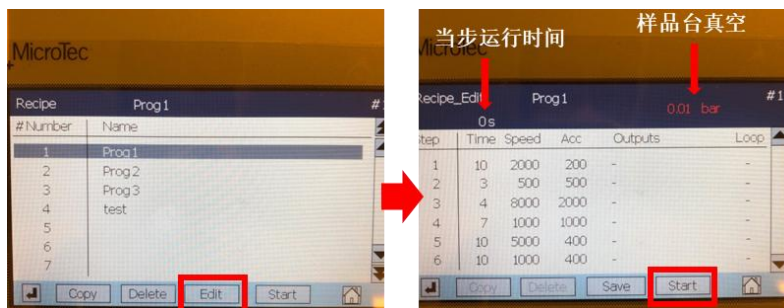 MicroTec
Recipe Prog1 #1
#Number Name
1 Prog1
2 Prog2
3 Prog3
4 test
5
6
7
Copy Delete Edit Start
当步运行时间
样品台真空
MicroTec
Recipe_Edit Prog1 0.01 bar #1
0s
Step Time Speed Acc Outputs Loop
1 10 2000 200 - -
2 3 500 500 - -
3 4 8000 2000 - -
4 7 1000 1000 - -
5 10 5000 400 - -
6 10 1000 400 - -
Copy Delete Save Start